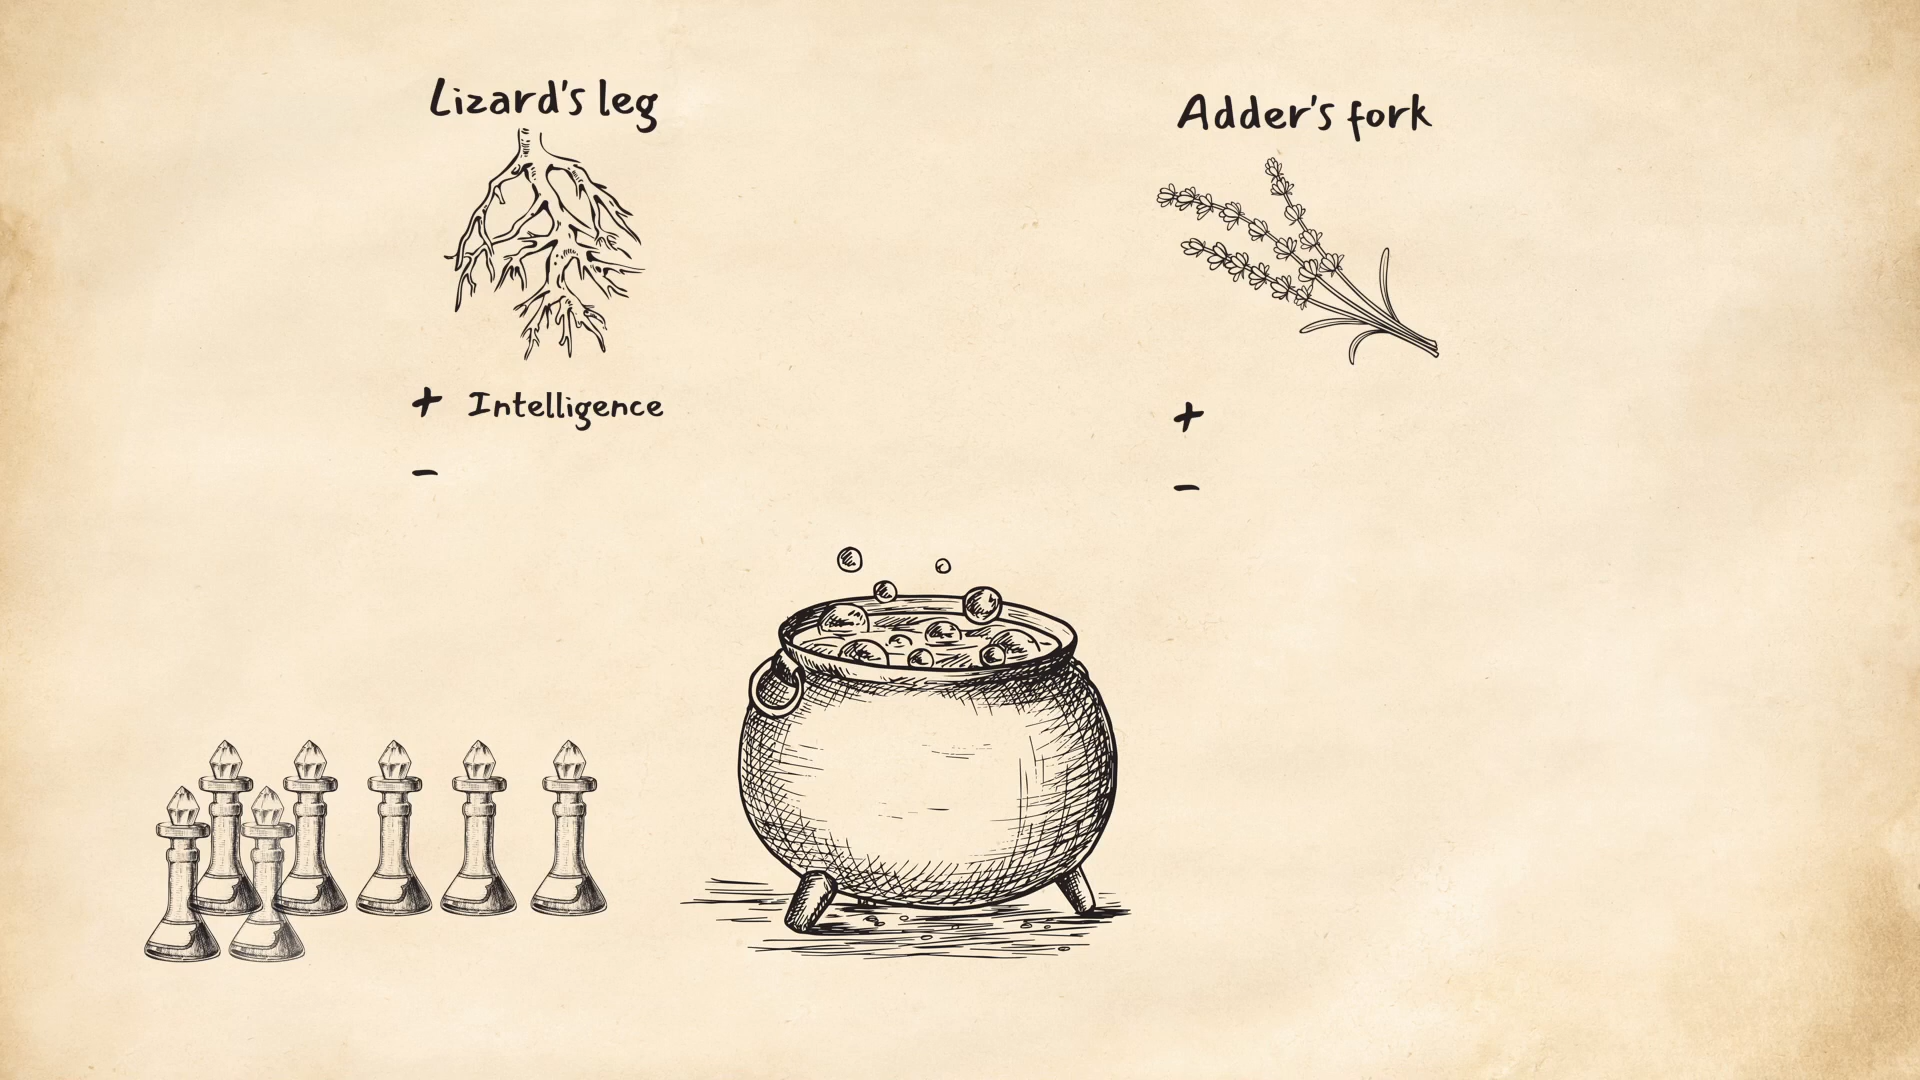 Lizard's leg
Adder's fork
+ Intelligence
-
+
-